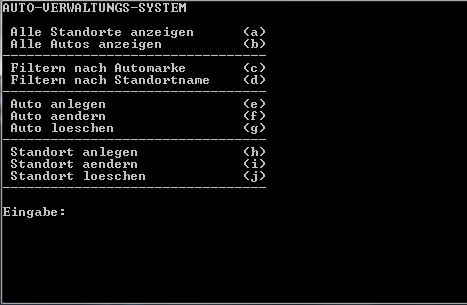 AUTO-VERWALTUNGS-SYSTEM
Alle Standorte anzeigen (a)
Alle Autos anzeigen (b)
---------------------------------
Filtern nach Automarke (c)
Filtern nach Standortname (d)
---------------------------------
Auto anlegen (e)
Auto aendern (f)
Auto loeschen (g)
---------------------------------
Standort anlegen (h)
Standort aendern (i)
Standort loeschen (j)
---------------------------------
Eingabe: